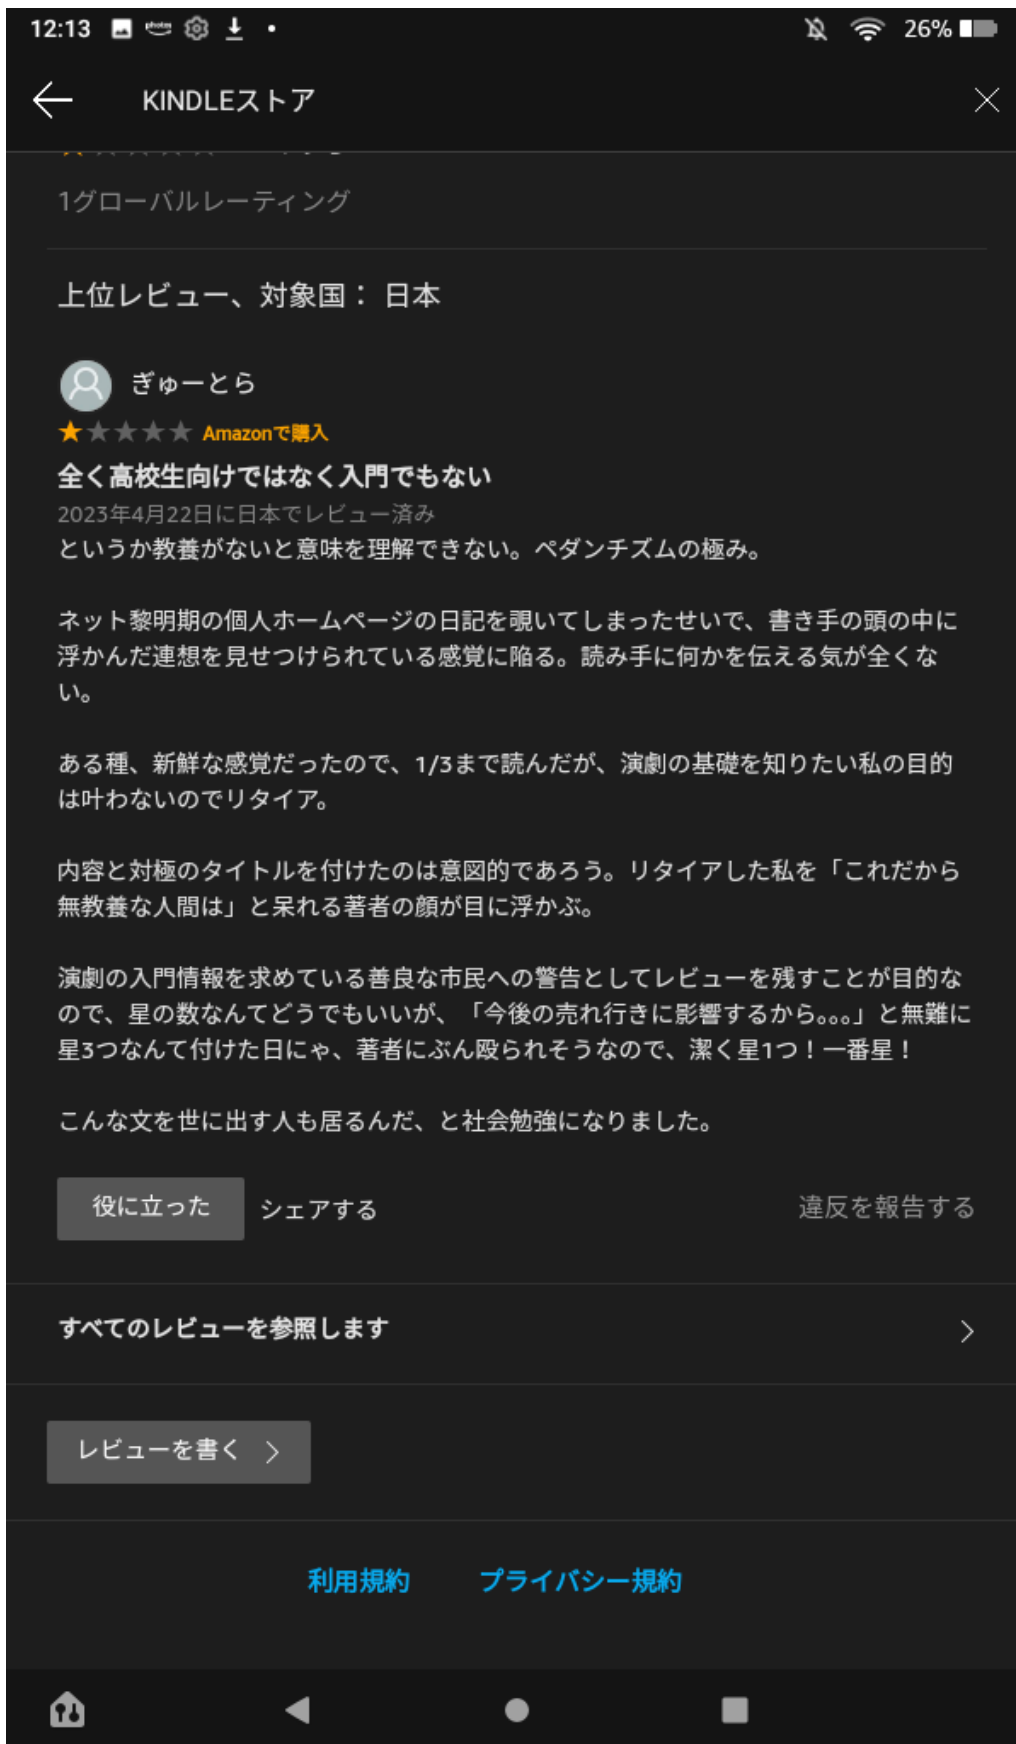 12:13
26%
KINDLEストア
1グローバルレーティング
上位レビュー、対象国： 日本
ぎゅーとら
Amazonで購入
全く高校生向けではなく入門でもない
2023年4月22日に日本でレビュー済み
というか教養がないと意味を理解できない。ペダンチズムの極み。
ネット黎明期の個人ホームページの日記を覗いてしまったせいで、書き手の頭の中に
浮かんだ連想を見せつけられている感覚に陥る。読み手に何かを伝える気が全くな
い。
ある種、新鮮な感覚だったので、1/3まで読んだが、演劇の基礎を知りたい私の目的
は叶わないのでリタイア。
内容と対極のタイトルを付けたのは意図的であろう。リタイアした私を「これだから
無教養な人間は」と呆れる著者の顔が目に浮かぶ。
演劇の入門情報を求めている善良な市民への警告としてレビューを残すことが目的な
ので、星の数なんてどうでもいいが、「今後の売れ行きに影響するから。。。」と無難に
星3つなんて付けた日にゃ、著者にぶん殴られそうなので、潔く星1つ！一番星！
こんな文を世に出す人も居るんだ、と社会勉強になりました。
役に立った
シェアする
違反を報告する
すべてのレビューを参照します
レビューを書く
利用規約
プライバシー規約